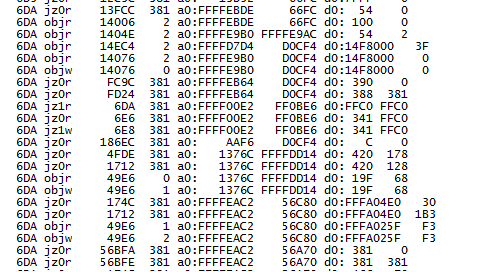 6DA jz0r 13FCC 381 a0:FFFFEBDE 66FC d0: 54 0
6DA objr 14006 2 a0:FFFFEBDE 66FC d0: 100 0
6DA objr 1404E 2 a0:FFFFE9B0 FFFFE9AC d0: 54 2
6DA objr 14EC4 2 a0:FFFFD7D4 D0CF4 d0:14F8000 3F
6DA objr 14076 2 a0:FFFFE9B0 D0CF4 d0:14F8000 0
6DA objw 14076 0 a0:FFFFE9B0 D0CF4 d0:14F8000 0
6DA jz0r FC9C 381 a0:FFFFEB64 D0CF4 d0: 390 0
6DA jz0r FD24 381 a0:FFFFEB64 D0CF4 d0: 388 381
6DA jz1r 6DA 381 a0:FFFF00E2 FF0BE6 d0:FFC0 FFC0
6DA jz0r 6E6 381 a0:FFFF00E2 FF0BE6 d0: 341 FFC0
6DA jz1w 6E8 381 a0:FFFF00E2 FF0BE6 d0: 341 FFC0
6DA jz0r 186EC 381 a0: AAF6 D0CF4 d0: C 0
6DA jz0r 4FDE 381 a0: 1376C FFFFDD14 d0: 420 178
6DA jz0r 1712 381 a0: 1376C FFFFDD14 d0: 420 128
6DA objr 49E6 0 a0: 1376C FFFFDD14 d0: 19F 68
6DA objw 49E6 1 a0: 1376C FFFFDD14 d0: 19F 68
6DA jz0r 174C 381 a0:FFFFEAC2 56C80 d0:FFFA04E0 30
6DA jz0r 1712 381 a0:FFFFEAC2 56C80 d0:FFFA04E0 1B3
6DA objr 49E6 1 a0:FFFFEAC2 56C80 d0:FFFA025F F3
6DA objw 49E6 2 a0:FFFFEAC2 56C80 d0:FFFA025F F3
6DA jz0r 56BFA 381 a0:FFFFEAC2 56A70 d0: 381 0
6DA jz0r 56BFE 381 a0:FFFFEAC2 56A70 d0: 381 381